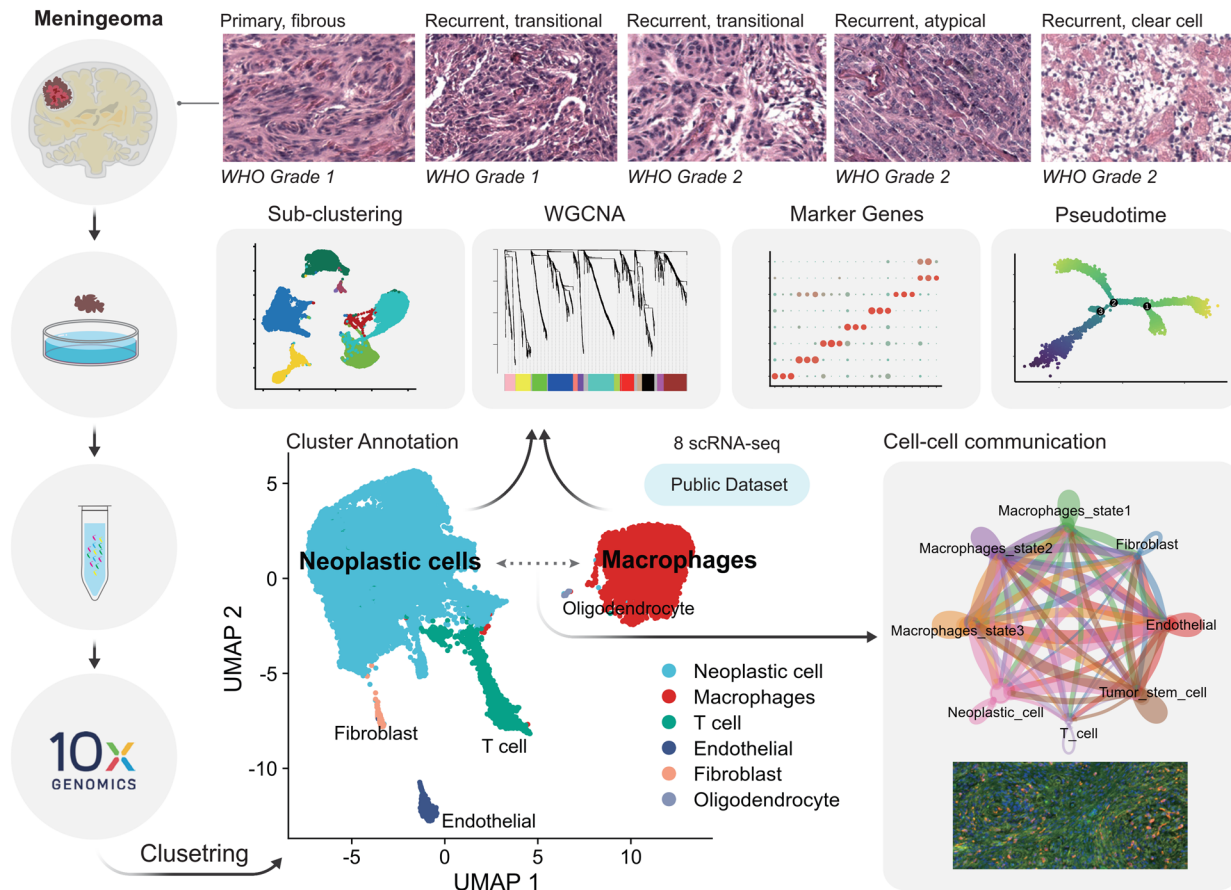 Meningeoma
Primary, fibrous
Recurrent, transitional
Recurrent, transitional
Recurrent, atypical
Recurrent, clear cell
WHO Grade 1
WHO Grade 1
WHO Grade 2
WHO Grade 2
WHO Grade 2
Sub-clustering
WGCNA
Marker Genes
Pseudotime
2
3
1
Cluster Annotation
8 scRNA-seq
Public Dataset
Cell-cell communication
5
0
-5
-10
UMAP 2
Neoplastic cells
Macrophages
Oligodendrocyte
Fibroblast
T cell
Endothelial
Neoplastic cell
Macrophages
T cell
Endothelial
Fibroblast
Oligodendrocyte
-5
0
5
10
UMAP 1
Macrophages_state1
Fibroblast
Macrophages_state2
Endothelial
Macrophages_state3
Tumor_stem_cell
Neoplastic_cell
T_cell
10x
GENOMICS
Clusetring